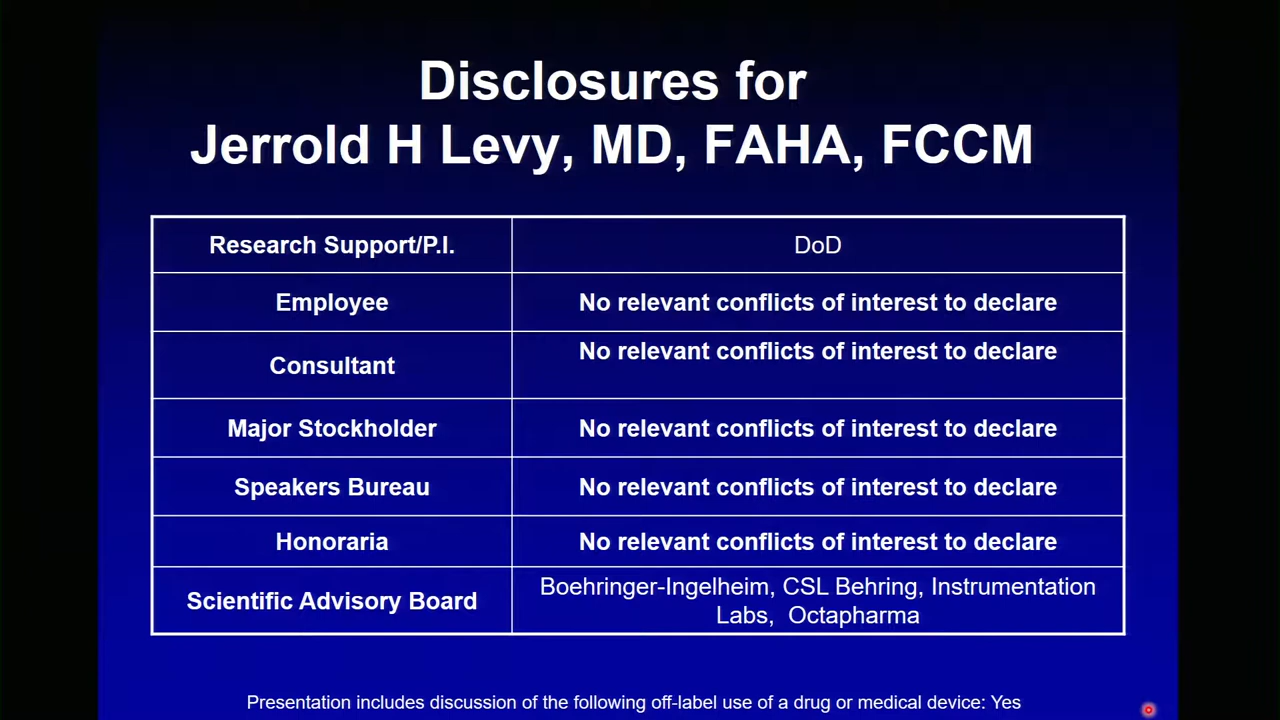 Disclosures for
Jerrold H Levy, MD, FAHA, FCCM
Research Support/P.I.
DoD
Employee
No relevant conflicts of interest to declare
Consultant
No relevant conflicts of interest to declare
Major Stockholder
No relevant conflicts of interest to declare
Speakers Bureau
No relevant conflicts of interest to declare
Honoraria
No relevant conflicts of interest to declare
Scientific Advisory Board
Boehringer-Ingelheim, CSL Behring, Instrumentation
Labs,  Octapharma
Presentation includes discussion of the following off-label use of a drug or medical device: Yes